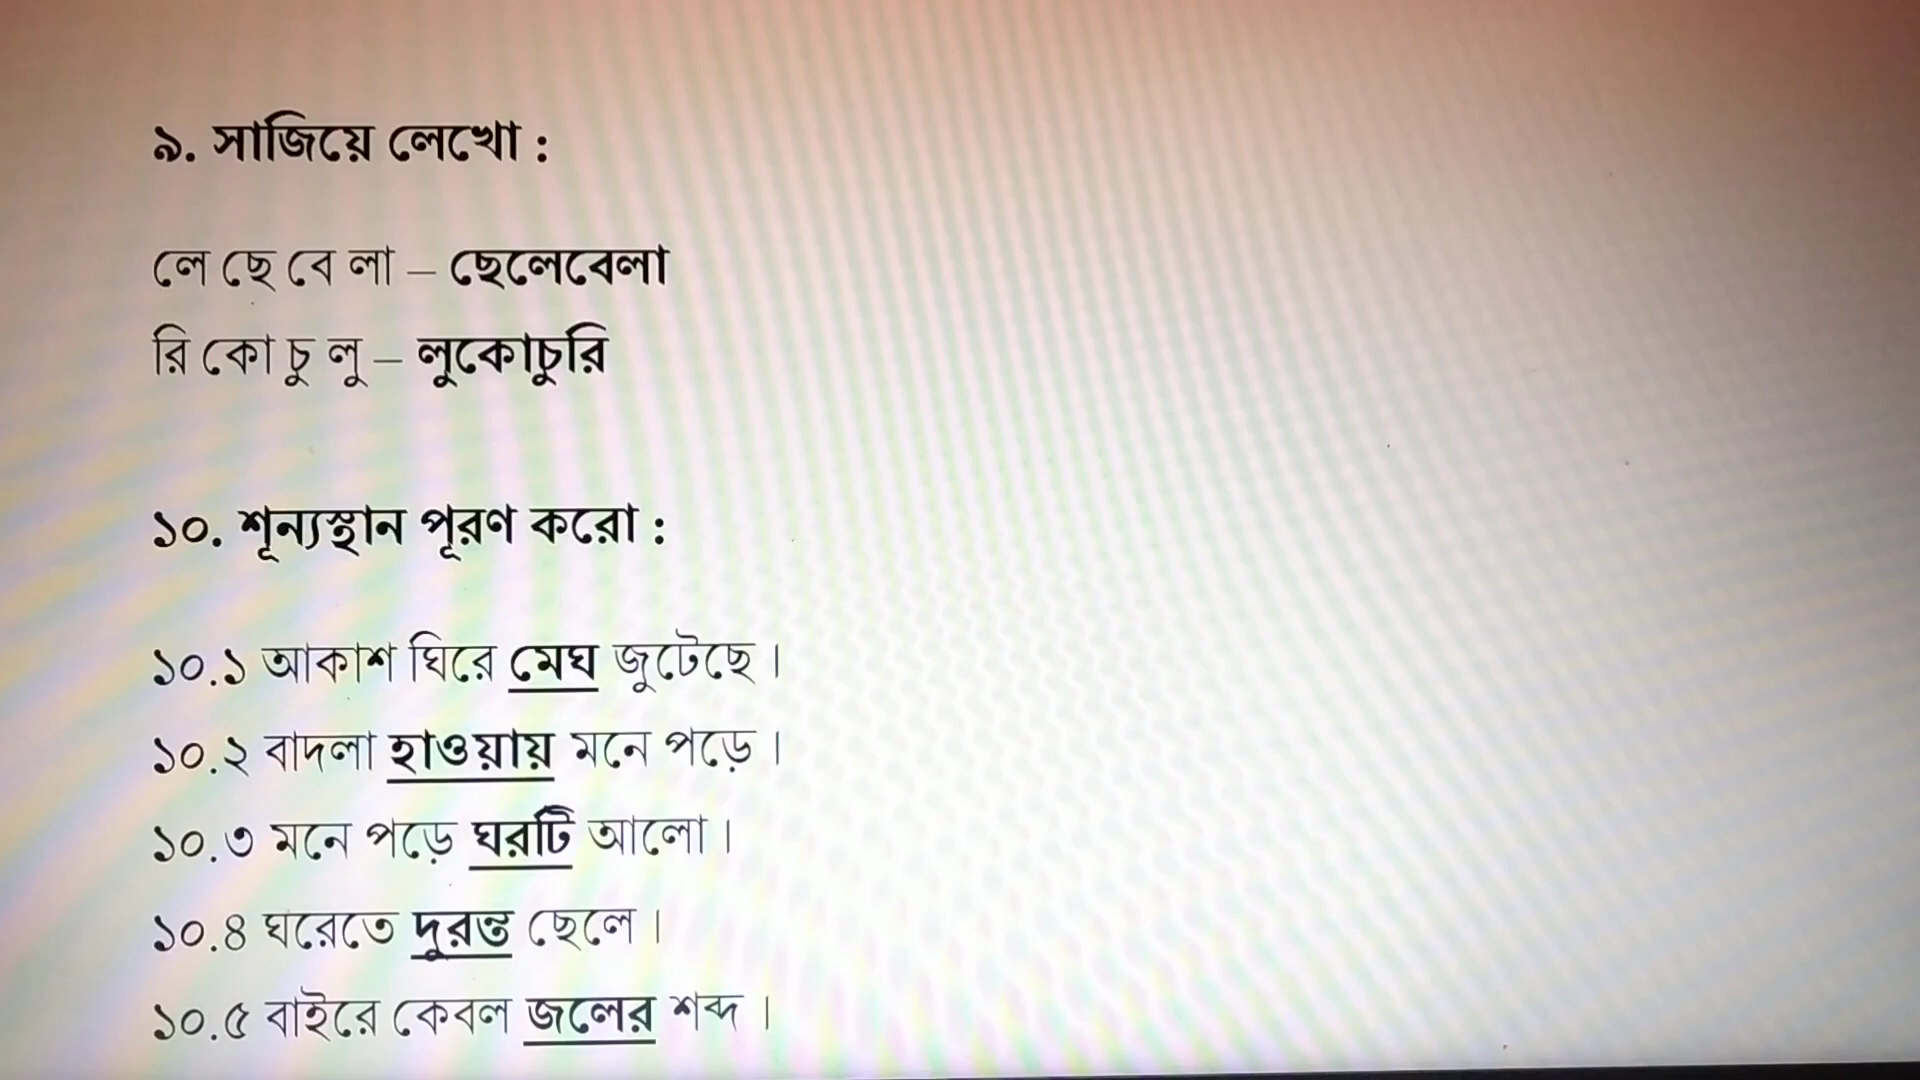 ৯. সাজিয়ে লেখো :
লে ছে বে লা – ছেলেবেলা
রি কো চু লু – লুকোচুরি
১০. শূন্যস্থান পূরণ করো :
১০.১ আকাশ ঘিরে মেঘ জুটেছে।
১০.২ বাদলা হাওয়ায় মনে পড়ে।
১০.৩ মনে পড়ে ঘরটি আলো।
১০.৪ ঘরেতে দুরন্ত ছেলে।
১০.৫ বাইরে কেবল জলের শব্দ।